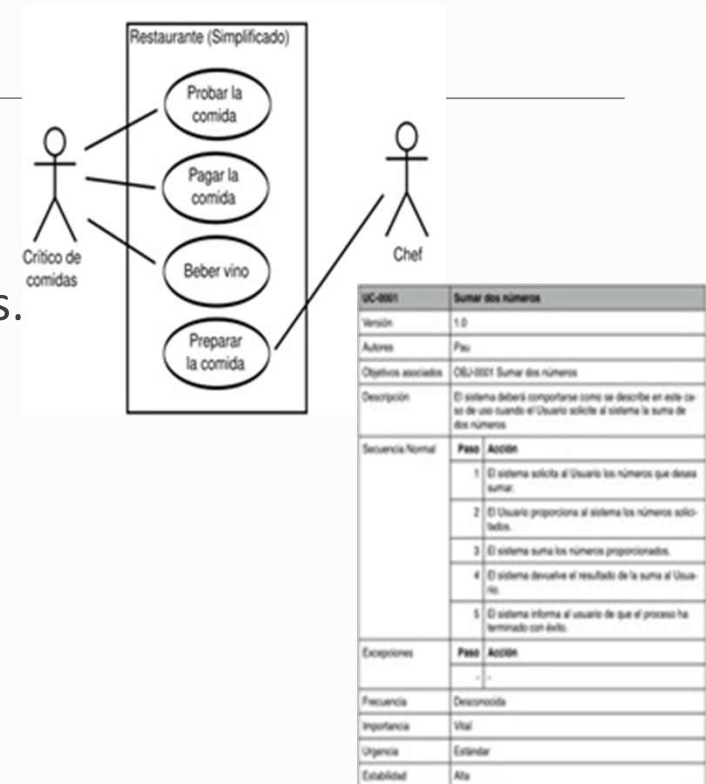 Restaurante (Simplificado)
Probar la
comida
Pagar la
comida
Beber vino
Preparar
la comida
Crítico de
comidas
Chef
s.
UC-0001 Sumar dos números
Versión 1.0
Autores Pau
Objetivos asociados OBJ-0001 Sumar dos números
Descripción El sistema deberá comportarse como se describe en este ca-
so de uso cuando el Usuario solicite al sistema la suma de
dos números
Secuencia Normal Paso Acción
1 El sistema solicita al Usuario los números que desea
sumar.
2 El Usuario proporciona al sistema los números solici-
tados.
3 El sistema suma los números proporcionados.
4 El sistema devuelve el resultado de la suma al Usua-
rio.
5 El sistema informa al usuario de que el proceso ha
terminado con éxito.
Excepciones Paso Acción
- -
Frecuencia Desconocida
Importancia Vital
Urgencia Estándar
Estabilidad Alta